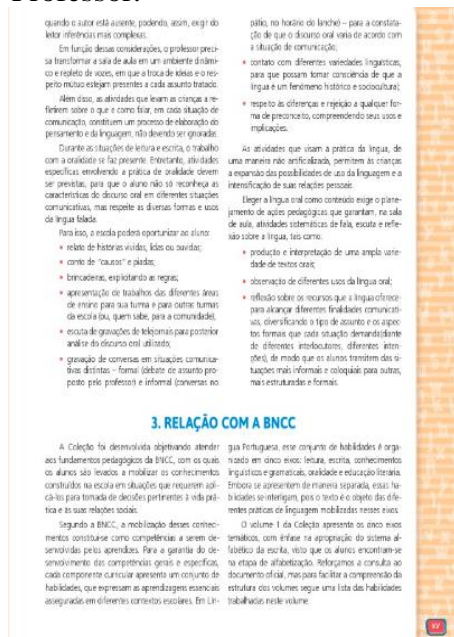 Professor.
quando o autor está ausente, podendo, assim, exigir do
leitor inferências mais complexas.
Em função dessas considerações, o professor preci-
sa transformar a sala de aula em um ambiente dinâmi-
co e repleto de vozes, em que a troca de ideias e o res-
peito mútuo estejam presentes a cada assunto tratado.
Além disso, as atividades que levam as crianças a re-
fletirem sobre o que e como falar, em cada situação de
comunicação, constituem um processo de elaboração do
pensamento e da linguagem, não devendo ser ignoradas.
Durante as situações de leitura e escrita, o trabalho
com a oralidade se faz presente. Entretanto, atividades
específicas envolvendo a prática de oralidade devem
ser previstas, para que o aluno não só reconheça as
características do discurso oral em diferentes situações
comunicativas, mas respeite as diversas formas e usos
da língua falada.
Para isso, a escola poderá oportunizar ao aluno:
• relato de histórias vividas, lidas ou ouvidas;
• conto de "causos" e piadas;
• brincadeiras, explicitando as regras;
• apresentação de trabalhos das diferentes áreas
de ensino para sua turma e para outras turmas
da escola (ou, quem sabe, para a comunidade);
• escuta de gravações de telejornais para posterior
análise do discurso oral utilizado;
• gravação de conversas em situações comunica-
tivas distintas – formal (debate de assunto pro-
posto pelo professor) e informal (conversas no
pátio, no horário do lanche) – para a constata-
ção de que o discurso oral varia de acordo com
a situação de comunicação;
• contato com diferentes variedades linguísticas,
para que possam tomar consciência de que a
língua é um fenômeno histórico e sociocultural;
• respeito às diferenças e rejeição a qualquer for-
ma de preconceito, compreendendo seus usos e
implicações.
As atividades que visam a prática da língua, de
uma maneira não artificializada, permitem às crianças
a expansão das possibilidades de uso da linguagem e a
intensificação de suas relações pessoais.
Eleger a língua oral como conteúdo exige o plane-
jamento de ações pedagógicas que garantam, na sala
de aula, atividades sistemáticas de fala, escuta e refle-
xão sobre a língua, tais como:
• produção e interpretação de uma ampla varie-
dade de textos orais;
• observação de diferentes usos da língua oral;
• reflexão sobre os recursos que a língua oferece
para alcançar diferentes finalidades comunicati-
vas, diversificando o tipo de assunto e os aspec-
tos formais que cada situação demanda(diante
de diferentes interlocutores, diferentes inten-
ções), de modo que os alunos transitem das si-
tuações mais informais e coloquiais para outras,
mais estruturadas e formais.
3. RELAÇÃO COM A BNCC
A Coleção foi desenvolvida objetivando atender
aos fundamentos pedagógicos da BNCC, com os quais
os alunos são levados a mobilizar os conhecimentos
construídos na escola em situações que requerem apli-
cá-los para tomada de decisões pertinentes à vida prá-
tica e às suas relações sociais.
Segundo a BNCC, a mobilização desses conheci-
mentos constitui-se como competências a serem de-
senvolvidas pelos aprendizes. Para a garantia do de-
senvolvimento das competências gerais e específicas,
cada componente curricular apresenta um conjunto de
habilidades, que expressam as aprendizagens essenciais
asseguradas em diferentes contextos escolares. Em Lín-
gua Portuguesa, esse conjunto de habilidades é orga-
nizado em cinco eixos: leitura, escrita, conhecimentos
linguísticos e gramaticais, oralidade e educação literária.
Embora se apresentem de maneira separada, essas ha-
bilidades se interligam, pois o texto é o objeto das dife-
rentes práticas de linguagem mobilizadas nesses eixos.
O volume 1 da Coleção apresenta os cinco eixos
temáticos, com ênfase na apropriação do sistema al-
fabético da escrita, visto que os alunos encontram-se
na etapa de alfabetização. Reforçamos a consulta ao
documento oficial, mas para facilitar a compreensão da
estrutura dos volumes segue uma lista das habilidades
trabalhadas neste volume.
XV